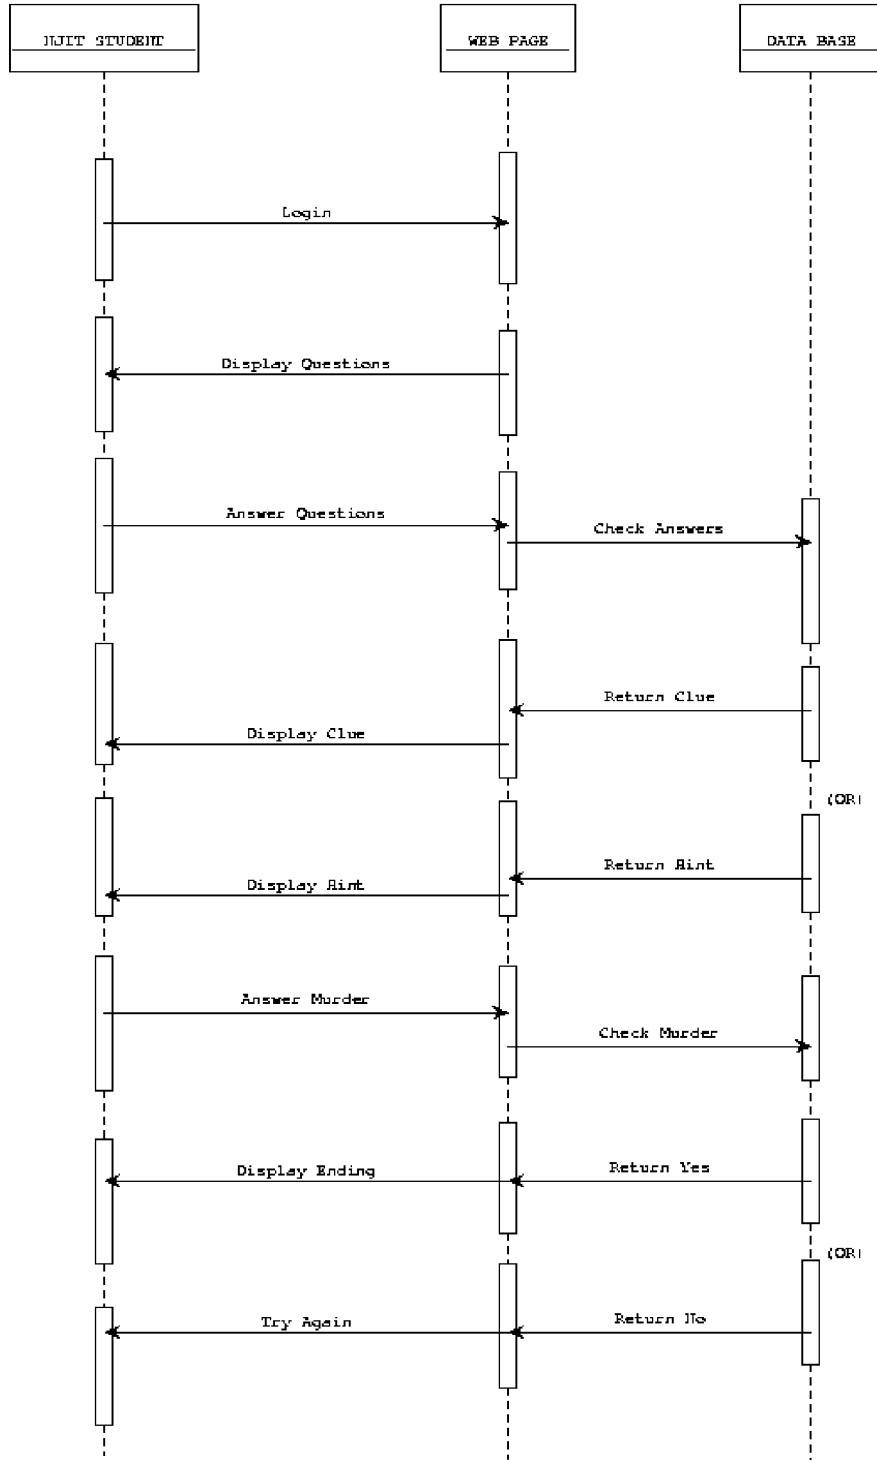 NJIT STUDENT
WEB PAGE
DATA BASE
Login
Display Questions
Answer Questions
Check Answers
Return Clue
Display Clue
(OR)
Return Hint
Display Hint
Answer Murder
Check Murder
Display Ending
Return Yes
(OR)
Try Again
Return No